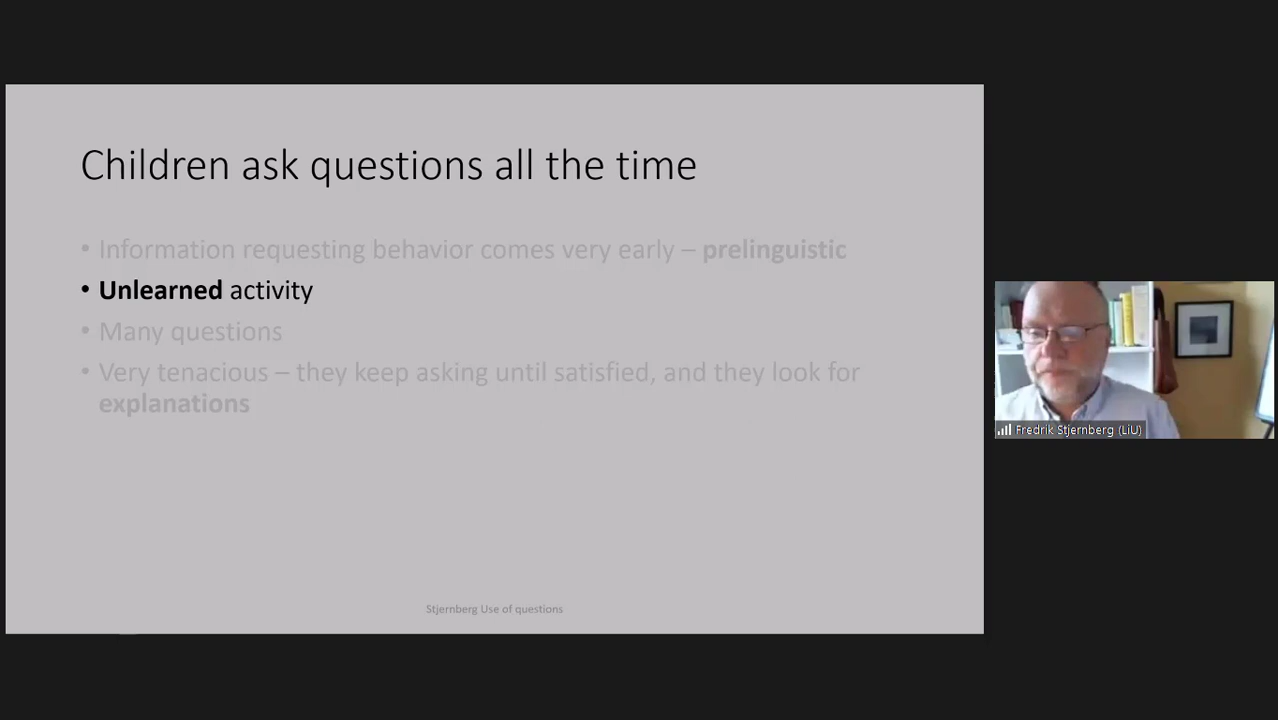 Children ask questions all the time
• Information requesting behavior comes very early – prelinguistic
• Unlearned activity
• Many questions
• Very tenacious – they keep asking until satisfied, and they look for
explanations
Fredrik Stjernberg (LiU)
Stjernberg Use of questions